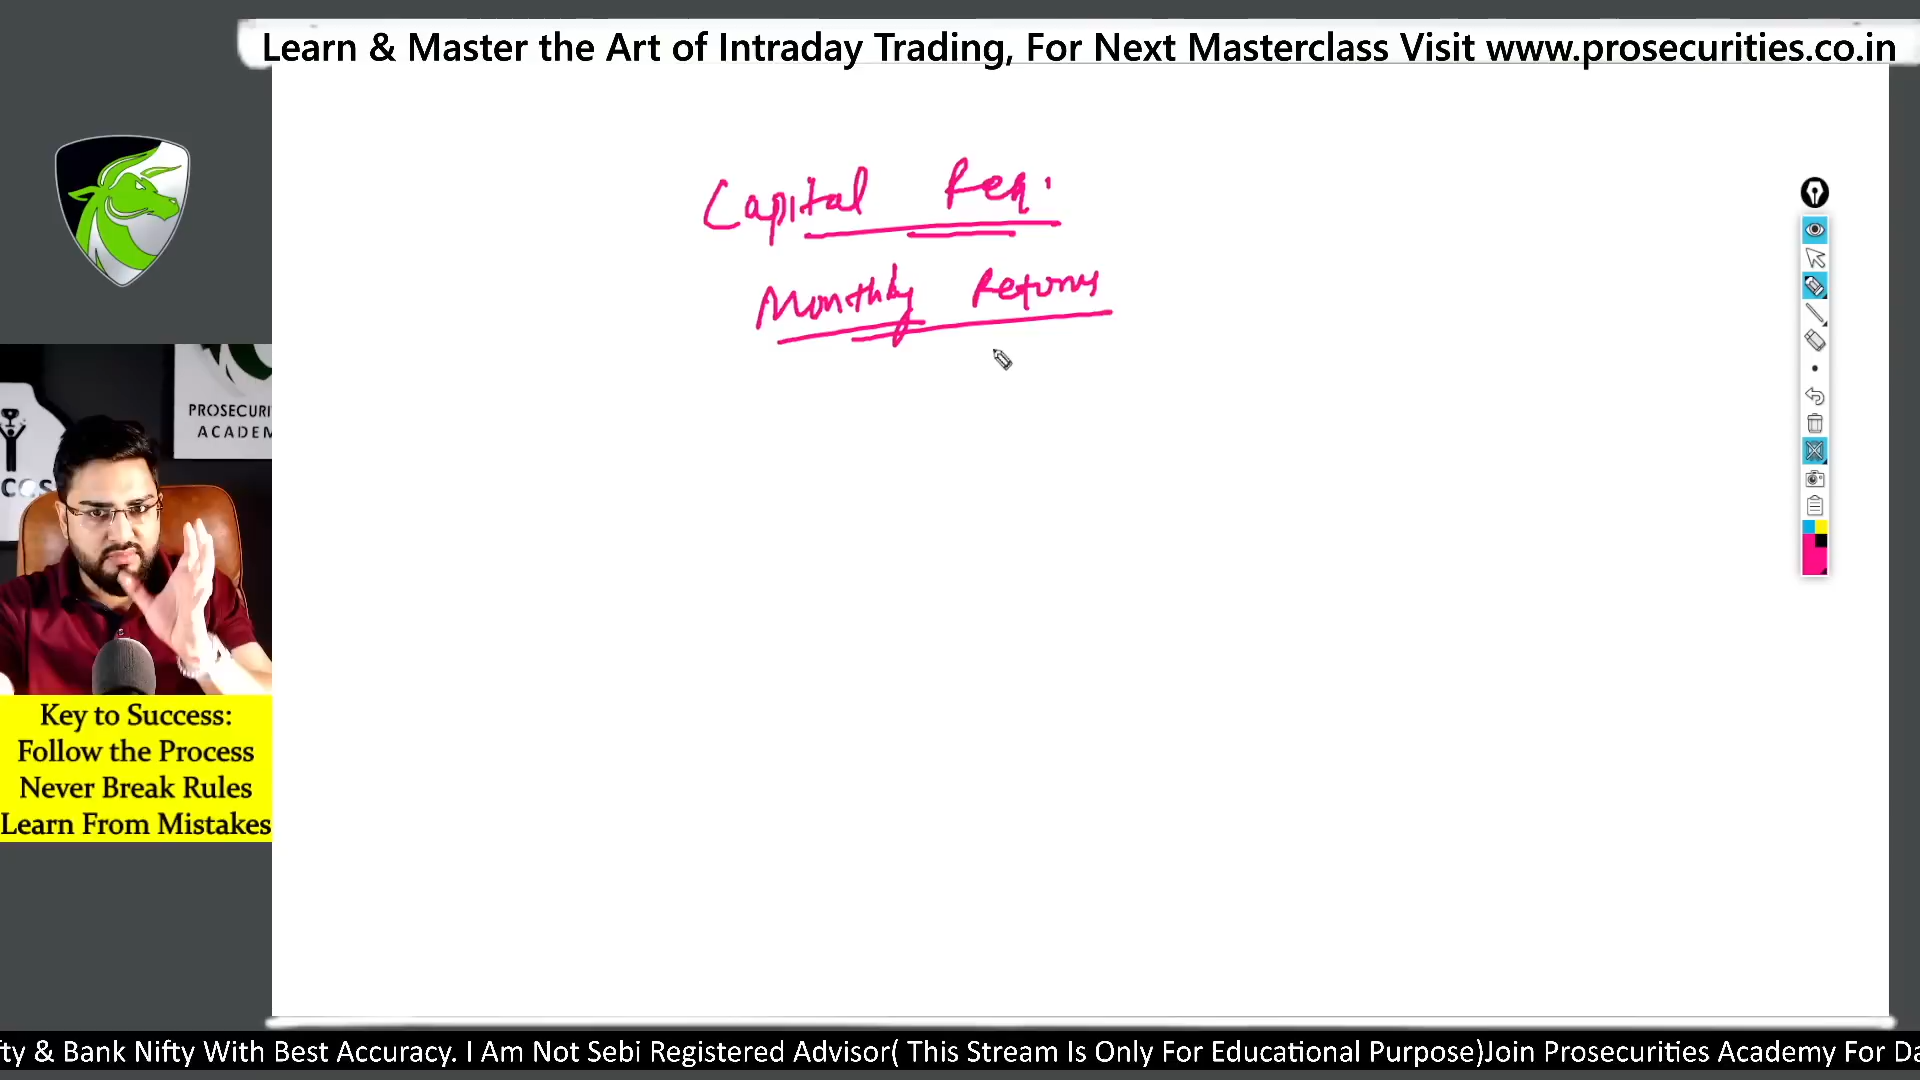 Learn & Master the Art of Intraday Trading, For Next Masterclass Visit www.prosecurities.co.in
Capital Req.
Monthly Returns
PROSECURI
ACADEM
COS
Key to Success:
Follow the Process
Never Break Rules
Learn From Mistakes
ty & Bank Nifty With Best Accuracy. I Am Not Sebi Registered Advisor( This Stream Is Only For Educational Purpose)Join Prosecurities Academy For Da